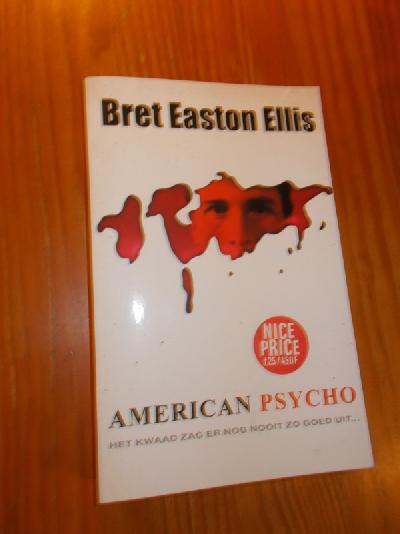 Bret Easton Ellis
NICE
PRICE
AMERICAN PSYCHO
HET KWAAD ZAG ER NOG NOOIT ZO GOED UIT...